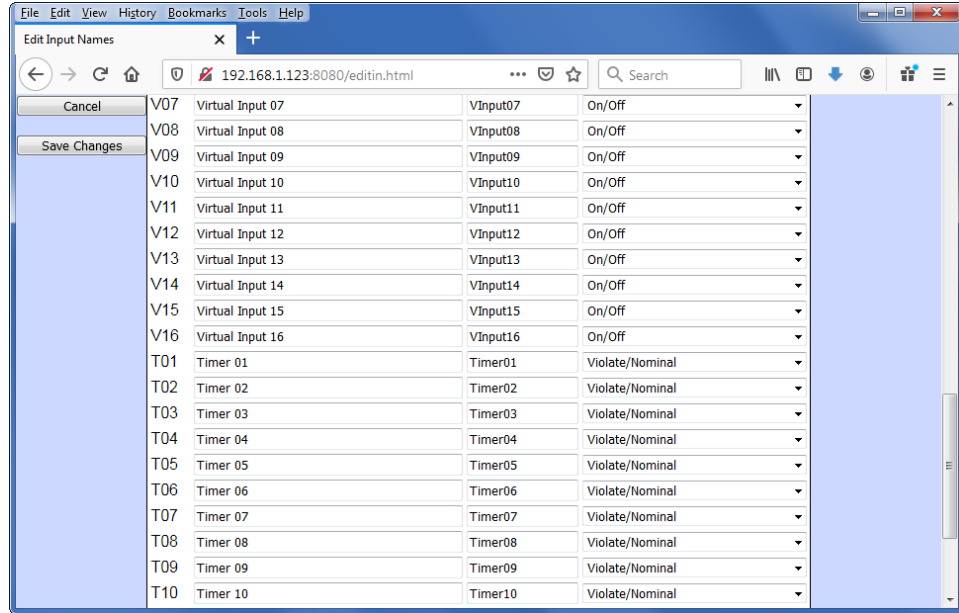 File Edit View History Bookmarks Tools Help
Edit Input Names
192.168.1.123:8080/editin.html Search
Cancel
Save Changes
V07 Virtual Input 07 VInput07 On/Off
V08 Virtual Input 08 VInput08 On/Off
V09 Virtual Input 09 VInput09 On/Off
V10 Virtual Input 10 VInput10 On/Off
V11 Virtual Input 11 VInput11 On/Off
V12 Virtual Input 12 VInput12 On/Off
V13 Virtual Input 13 VInput13 On/Off
V14 Virtual Input 14 VInput14 On/Off
V15 Virtual Input 15 VInput15 On/Off
V16 Virtual Input 16 VInput16 On/Off
T01 Timer 01 Timer01 Violate/Nominal
T02 Timer 02 Timer02 Violate/Nominal
T03 Timer 03 Timer03 Violate/Nominal
T04 Timer 04 Timer04 Violate/Nominal
T05 Timer 05 Timer05 Violate/Nominal
T06 Timer 06 Timer06 Violate/Nominal
T07 Timer 07 Timer07 Violate/Nominal
T08 Timer 08 Timer08 Violate/Nominal
T09 Timer 09 Timer09 Violate/Nominal
T10 Timer 10 Timer10 Violate/Nominal